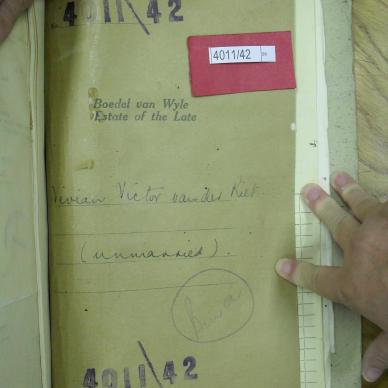 4011/42
4011/42
Boedel van Wyle
Estate of the Late
Vivian Victor van der Riet
(unmarried).
4011/42